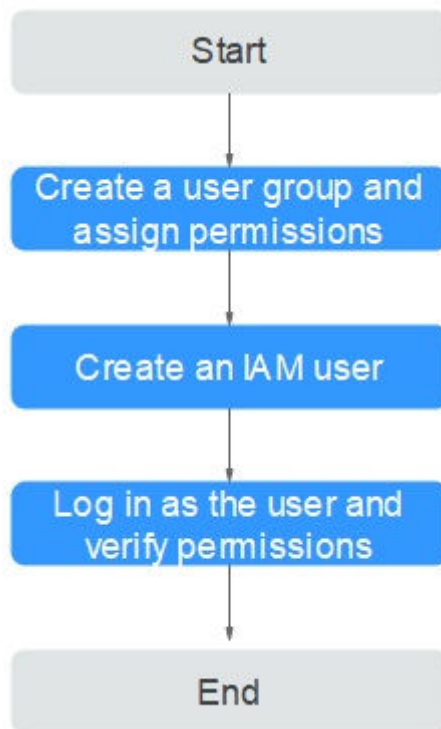 Start
Create a user group and
assign permissions
Create an IAM user
Log in as the user and
verify permissions
End